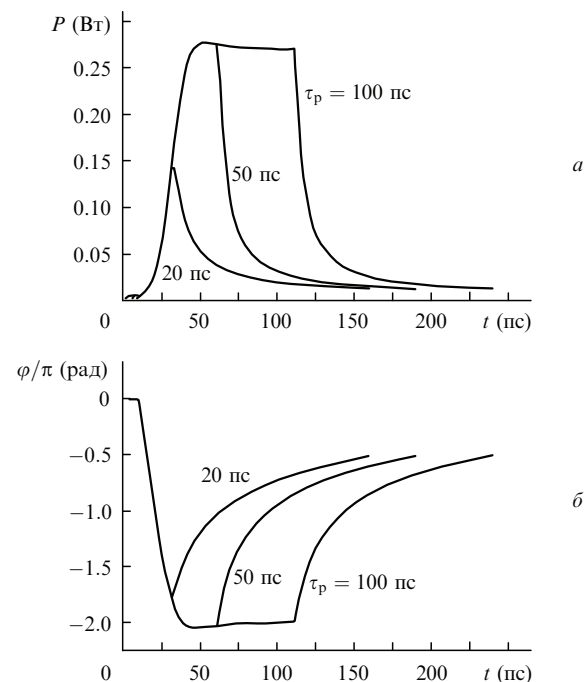 P (Вт)
0.25
τp = 100 пс
0.20
0.15
50 пс
а
0.10
20 пс
0.05
0 50 100 150 200 t (пс)
φ/π (рад)
0
−0.5
20 пс
−1.0
б
50 пс
τp = 100 пс
−1.5
−2.0
0 50 100 150 200 t (пс)